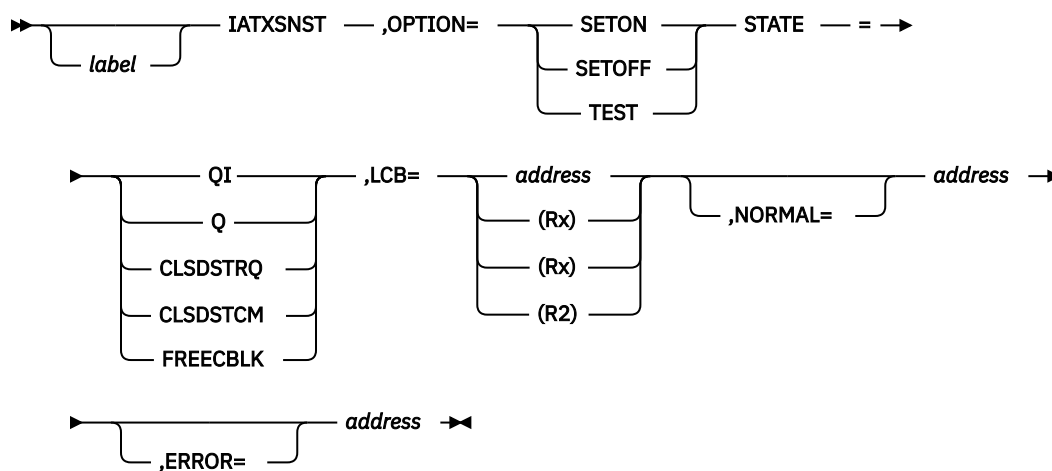 IATXSNST ,OPTION= SETON STATE =
label SETOFF
TEST
QI ,LCB= address address
Q (Rx) ,NORMAL=
CLSDSTRQ (Rx)
CLSDSTCM (R2)
FREECBLK
address
,ERROR=